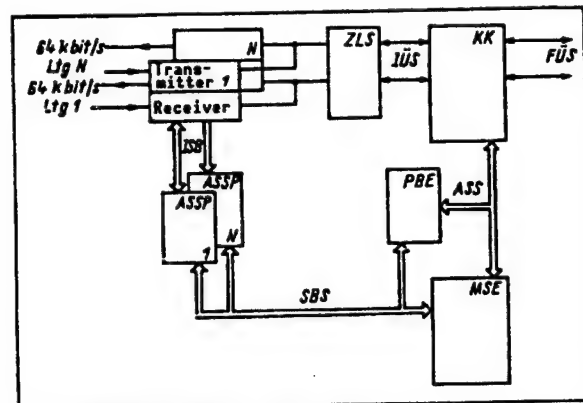 64 kbit/s
Ltg N
64 kbit/s
Ltg 1
N
Trans-
mitter 1
Receiver
ZLS
IÜS
KK
FÜS
ISB
ASSP
ASSP
1
N
PBE
ASS
SBS
MSE